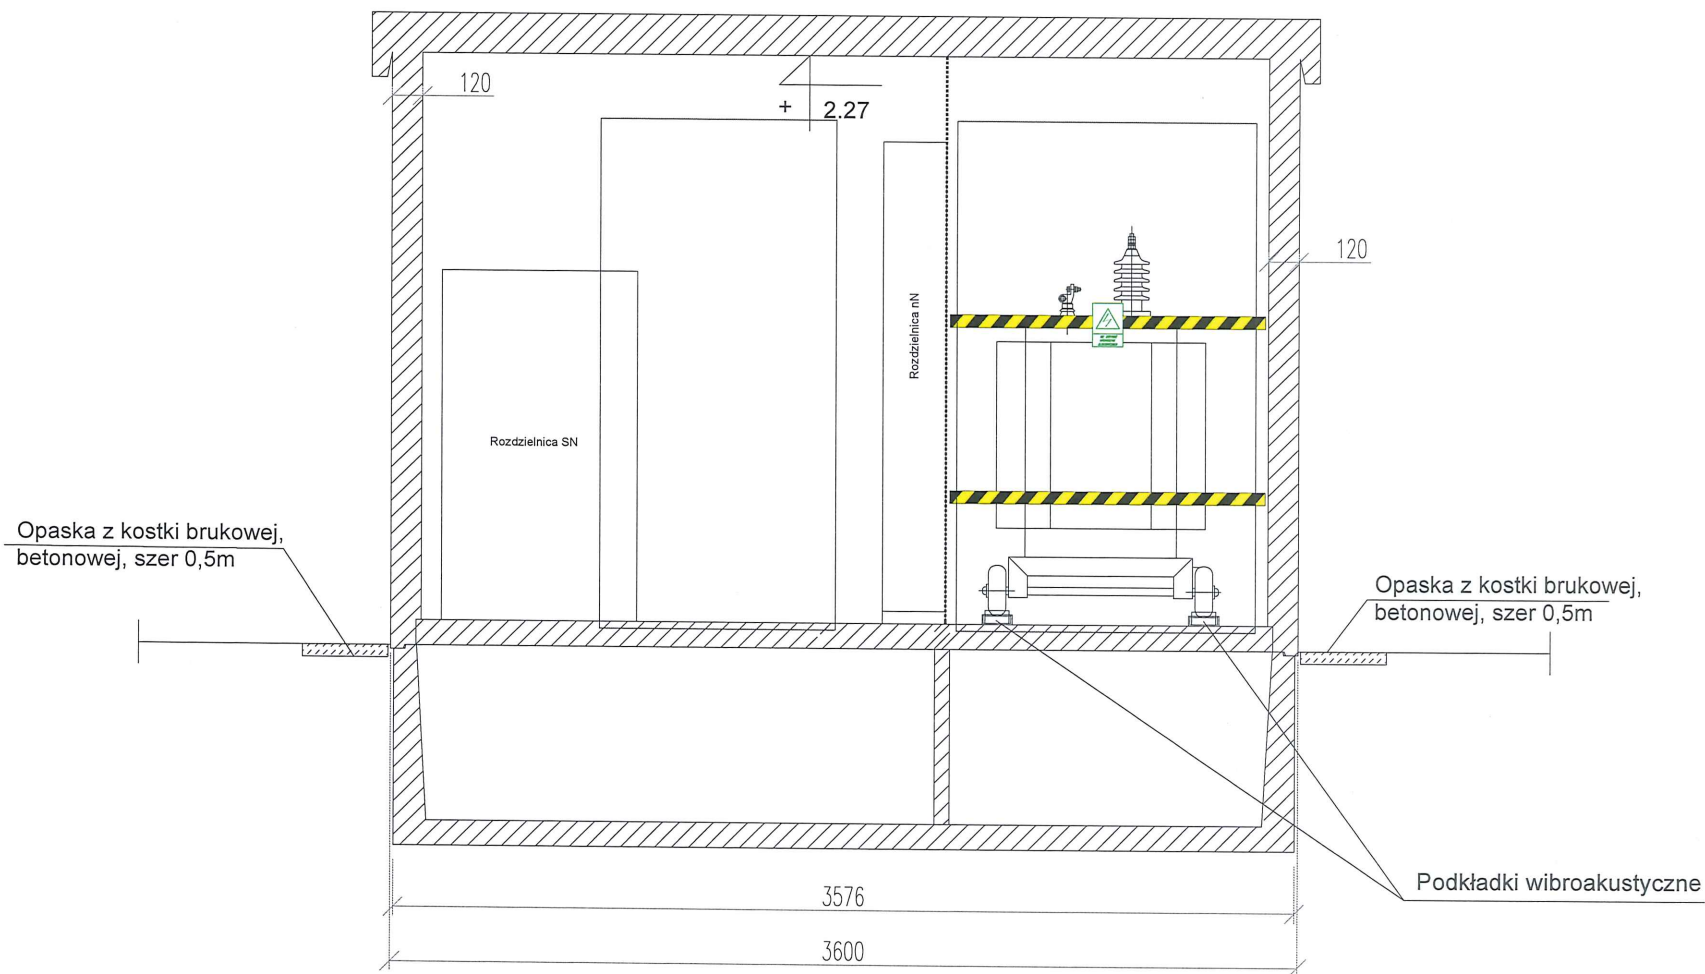 120
+ 2.27
120
Rozdzielnica nN
Rozdzielnica SN
Opaska z kostki brukowej,
betonowej, szer 0,5m
Opaska z kostki brukowej,
betonowej, szer 0,5m
Podkładki wibroakustyczne
3576
3600